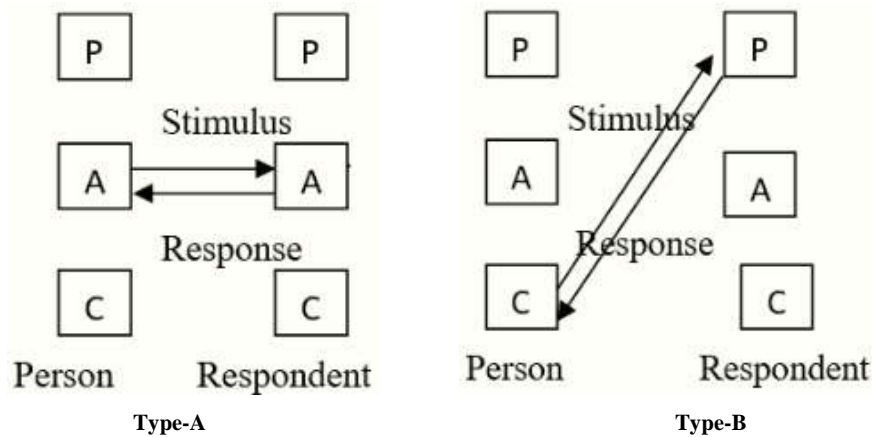 P P P P
Stimulus Stimulus
A A A A
Response Response
C C C C
Person Respondent Person Respondent
Type-A Type-B